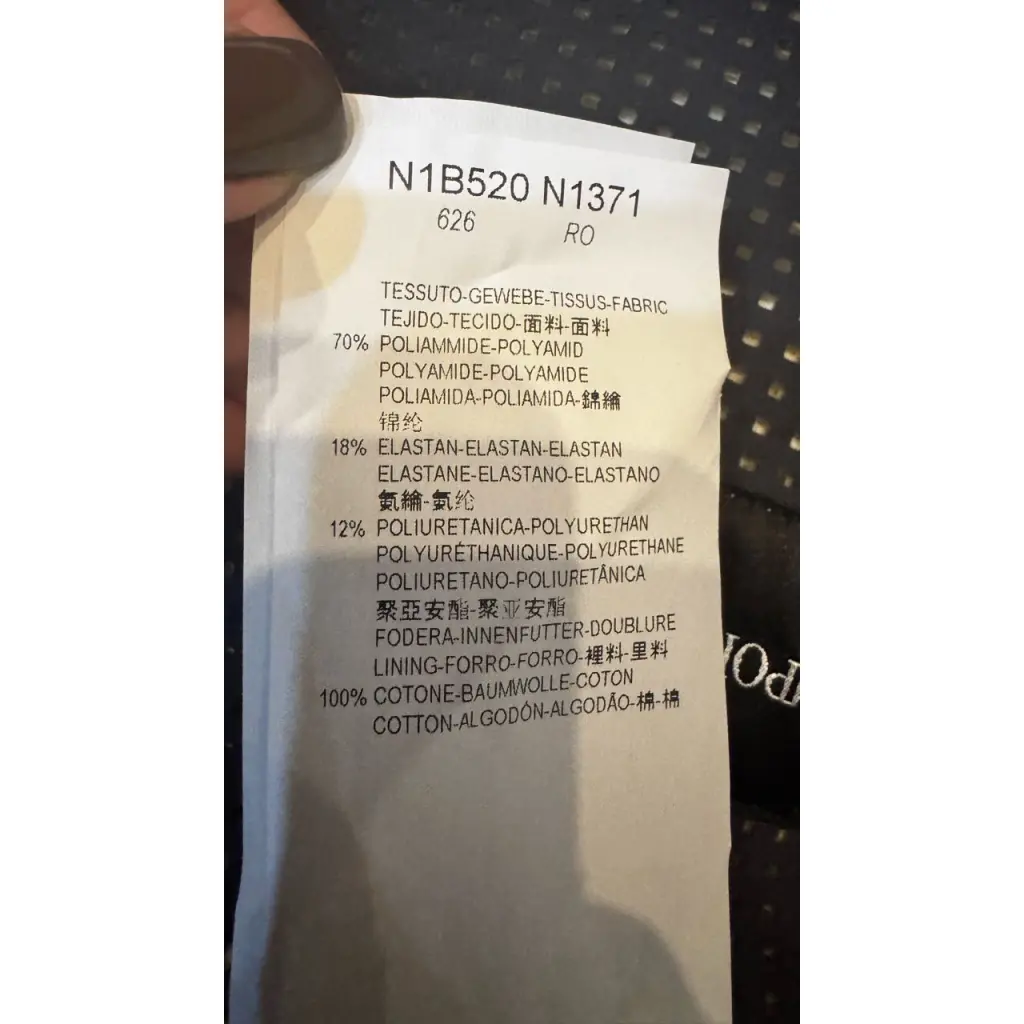 N1B520 N1371
626 RO
TESSUTO-GEWEBE-TISSUS-FABRIC
TEJIDO-TECIDO-面料-面料
70% POLIAMMIDE-POLYAMID
POLYAMIDE-POLYAMIDE
POLIAMIDA-POLIAMIDA-錦綸
锦纶
18% ELASTAN-ELASTAN-ELASTAN
ELASTANE-ELASTANO-ELASTANO
氨綸-氨纶
12% POLIURETANICA-POLYURETHAN
POLYURÉTHANIQUE-POLYURETHANE
POLIURETANO-POLIURETÂNICA
聚亞安酯-聚亚安酯
FODERA-INNENFUTTER-DOUBLURE
LINING-FORRO-FORRO-裡料-里料
100% COTONE-BAUMWOLLE-COTON
COTTON-ALGODÓN-ALGODÃO-棉-棉